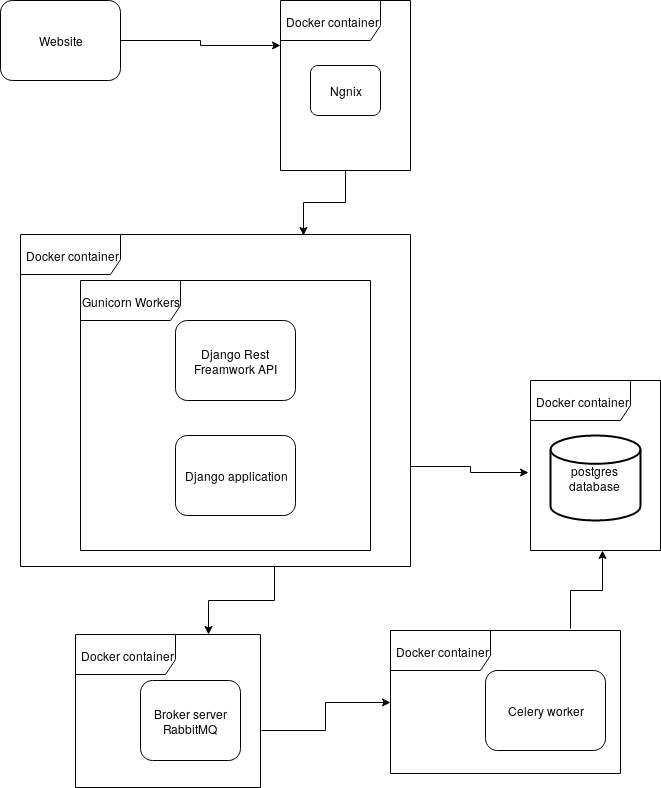 Website
Docker container
Ngnix
Docker container
Gunicorn Workers
Django Rest
Freamwork API
Django application
Docker container
postgres
database
Docker container
Broker server
RabbitMQ
Docker container
Celery worker